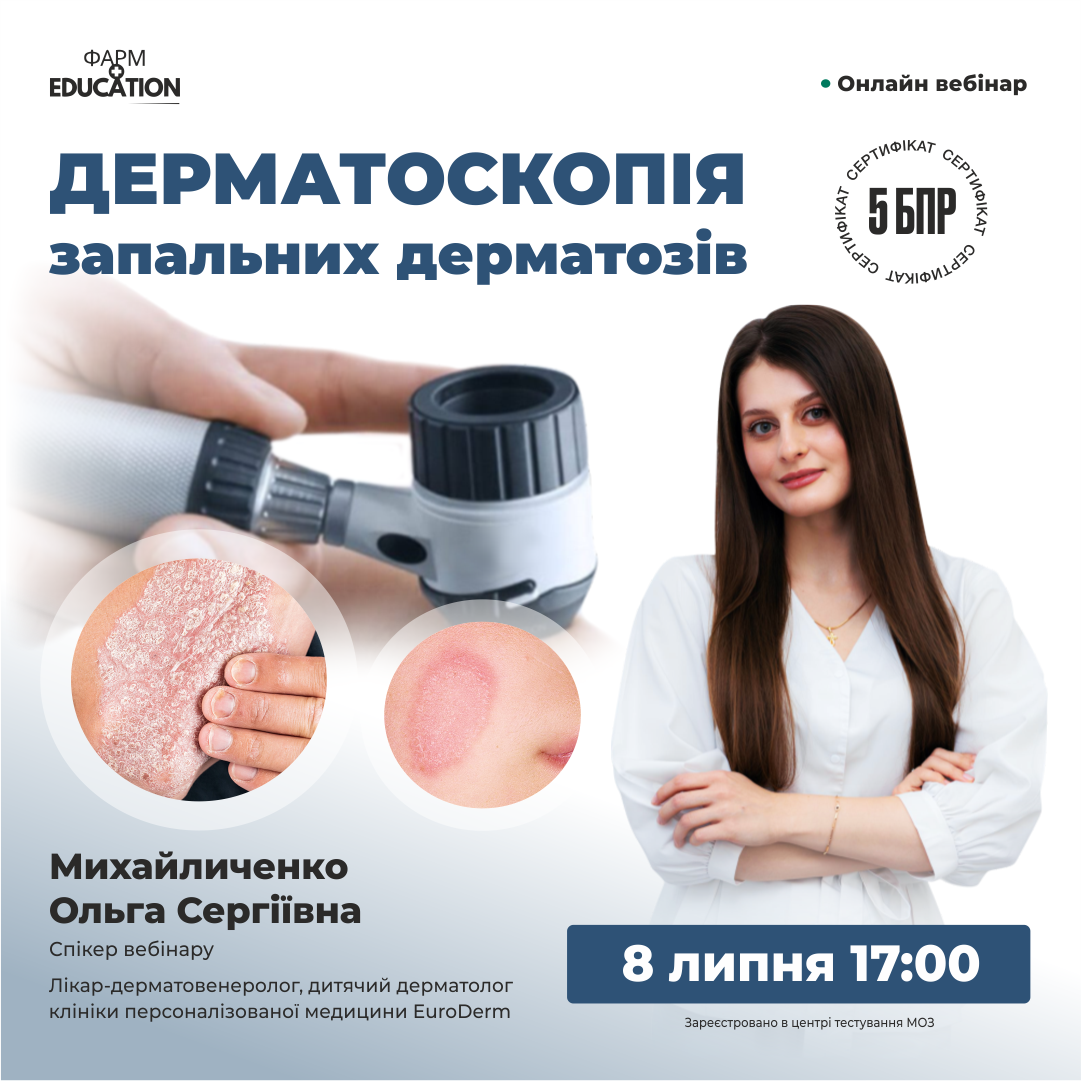 ФАРМ
EDUCATION
• Онлайн вебінар
ДЕРМАТОСКОПІЯ
запальних дерматозів
СЕРТИФІКАТ СЕРТИФІКАТ СЕРТИФІКАТ СЕРТИФІКАТ СЕРТИФІКАТ
5 БПР
Михайличенко
Ольга Сергіївна
Спікер вебінару
Лікар-дерматовенеролог, дитячий дерматолог
клініки персоналізованої медицини EuroDerm
8 липня 17:00
Зареєстровано в центрі тестування МОЗ